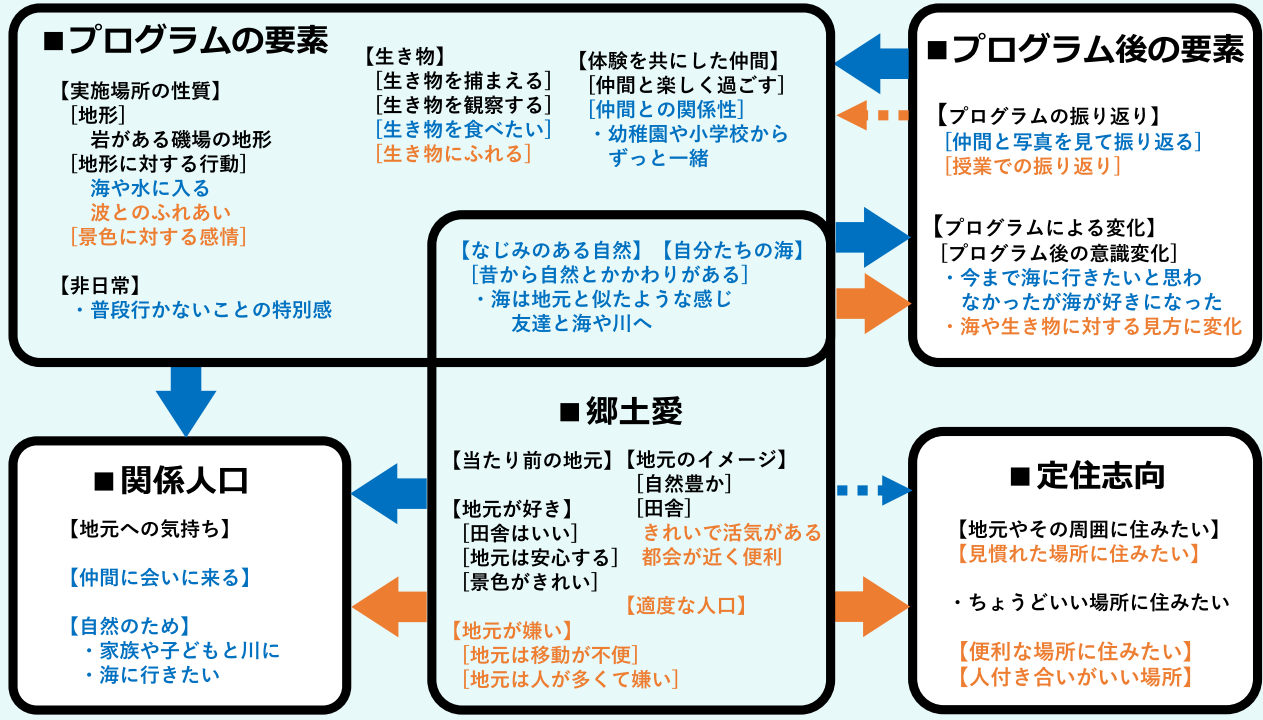 ■プログラムの要素
【実施場所の性質】
[地形]
岩がある磯場の地形
[地形に対する行動]
海や水に入る
波とのふれあい
[景色に対する感情]
【非日常】
・普段行かないことの特別感
【生き物】
[生き物を捕まえる]
[生き物を観察する]
[生き物を食べたい]
[生き物にふれる]
【体験を共にした仲間】
[仲間と楽しく過ごす]
[仲間との関係性]
・幼稚園や小学校から
ずっと一緒
【なじみのある自然】【自分たちの海】
[昔から自然とかかわりがある]
・海は地元と似たような感じ
友達と海や川へ
■プログラム後の要素
【プログラムの振り返り】
[仲間と写真を見て振り返る]
[授業での振り返り]
【プログラムによる変化】
[プログラム後の意識変化]
・今まで海に行きたいと思わ
なかったが海が好きになった
・海や生き物に対する見方に変化
■関係人口
【地元への気持ち】
【仲間に会いに来る】
【自然のため】
・家族や子どもと川に
・海に行きたい
■郷土愛
【当たり前の地元】
【地元が好き】
[田舎はいい]
[地元は安心する]
[景色がきれい]
【地元が嫌い】
[地元は移動が不便]
[地元は人が多くて嫌い]
【地元のイメージ】
[自然豊か]
[田舎]
きれいで活気がある
都会が近く便利
【適度な人口】
■定住志向
【地元やその周囲に住みたい】
【見慣れた場所に住みたい】
・ちょうどいい場所に住みたい
【便利な場所に住みたい】
【人付き合いがいい場所】